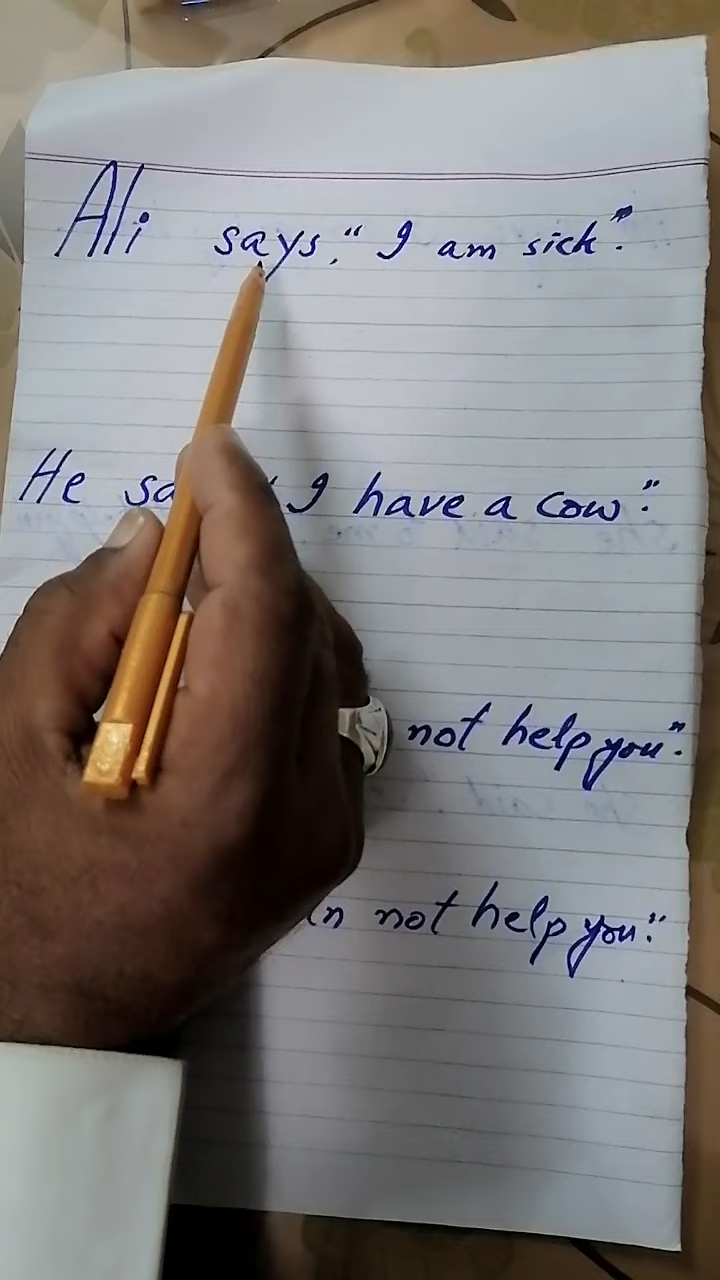 Ali says, "I am sick".
He sa "I have a cow".
not help you".
n not help you".